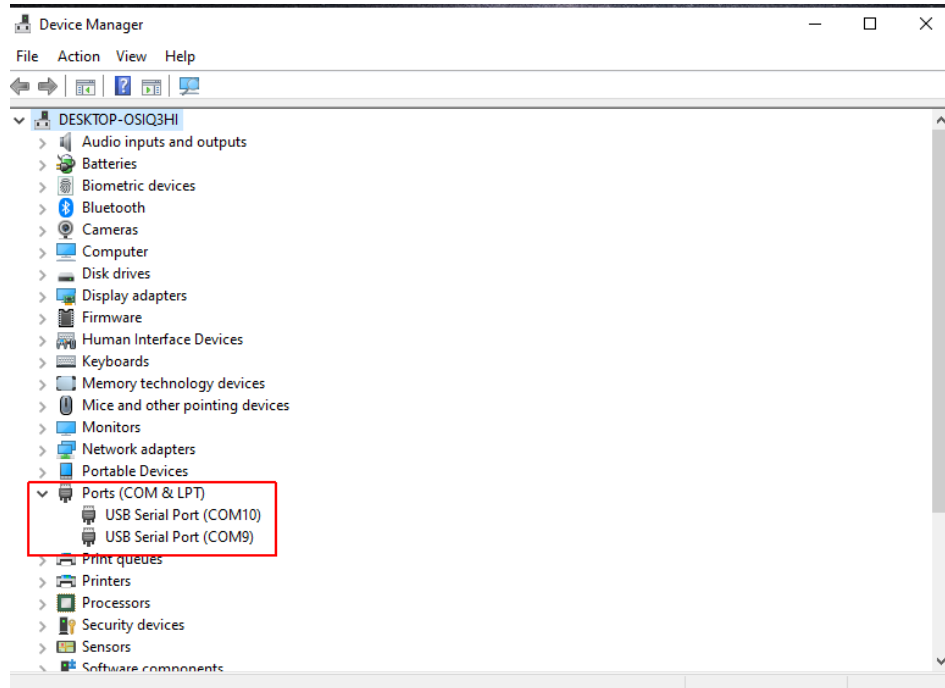 Device Manager
File Action View Help
DESKTOP-OSIQ3HI
Audio inputs and outputs
Batteries
Biometric devices
Bluetooth
Cameras
Computer
Disk drives
Display adapters
Firmware
Human Interface Devices
Keyboards
Memory technology devices
Mice and other pointing devices
Monitors
Network adapters
Portable Devices
Ports (COM & LPT)
USB Serial Port (COM10)
USB Serial Port (COM9)
Print queues
Printers
Processors
Security devices
Sensors
Software components